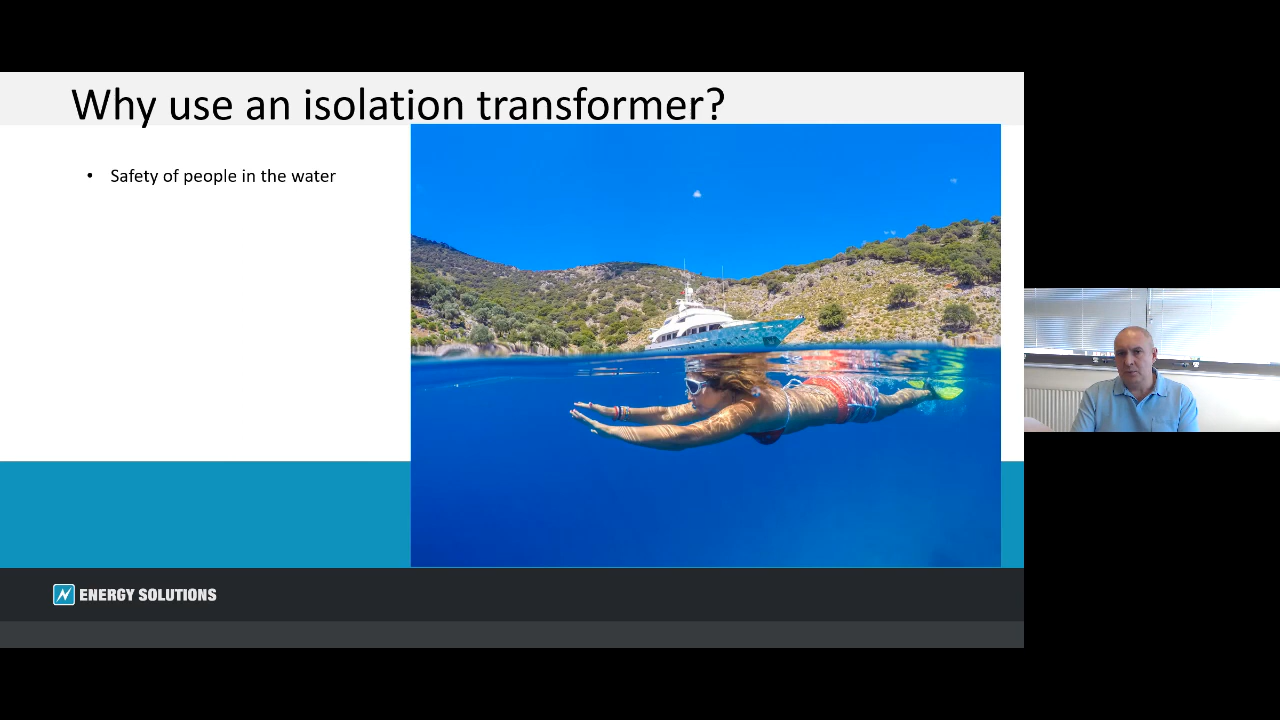 Why use an isolation transformer?
• Safety of people in the water
ENERGY SOLUTIONS